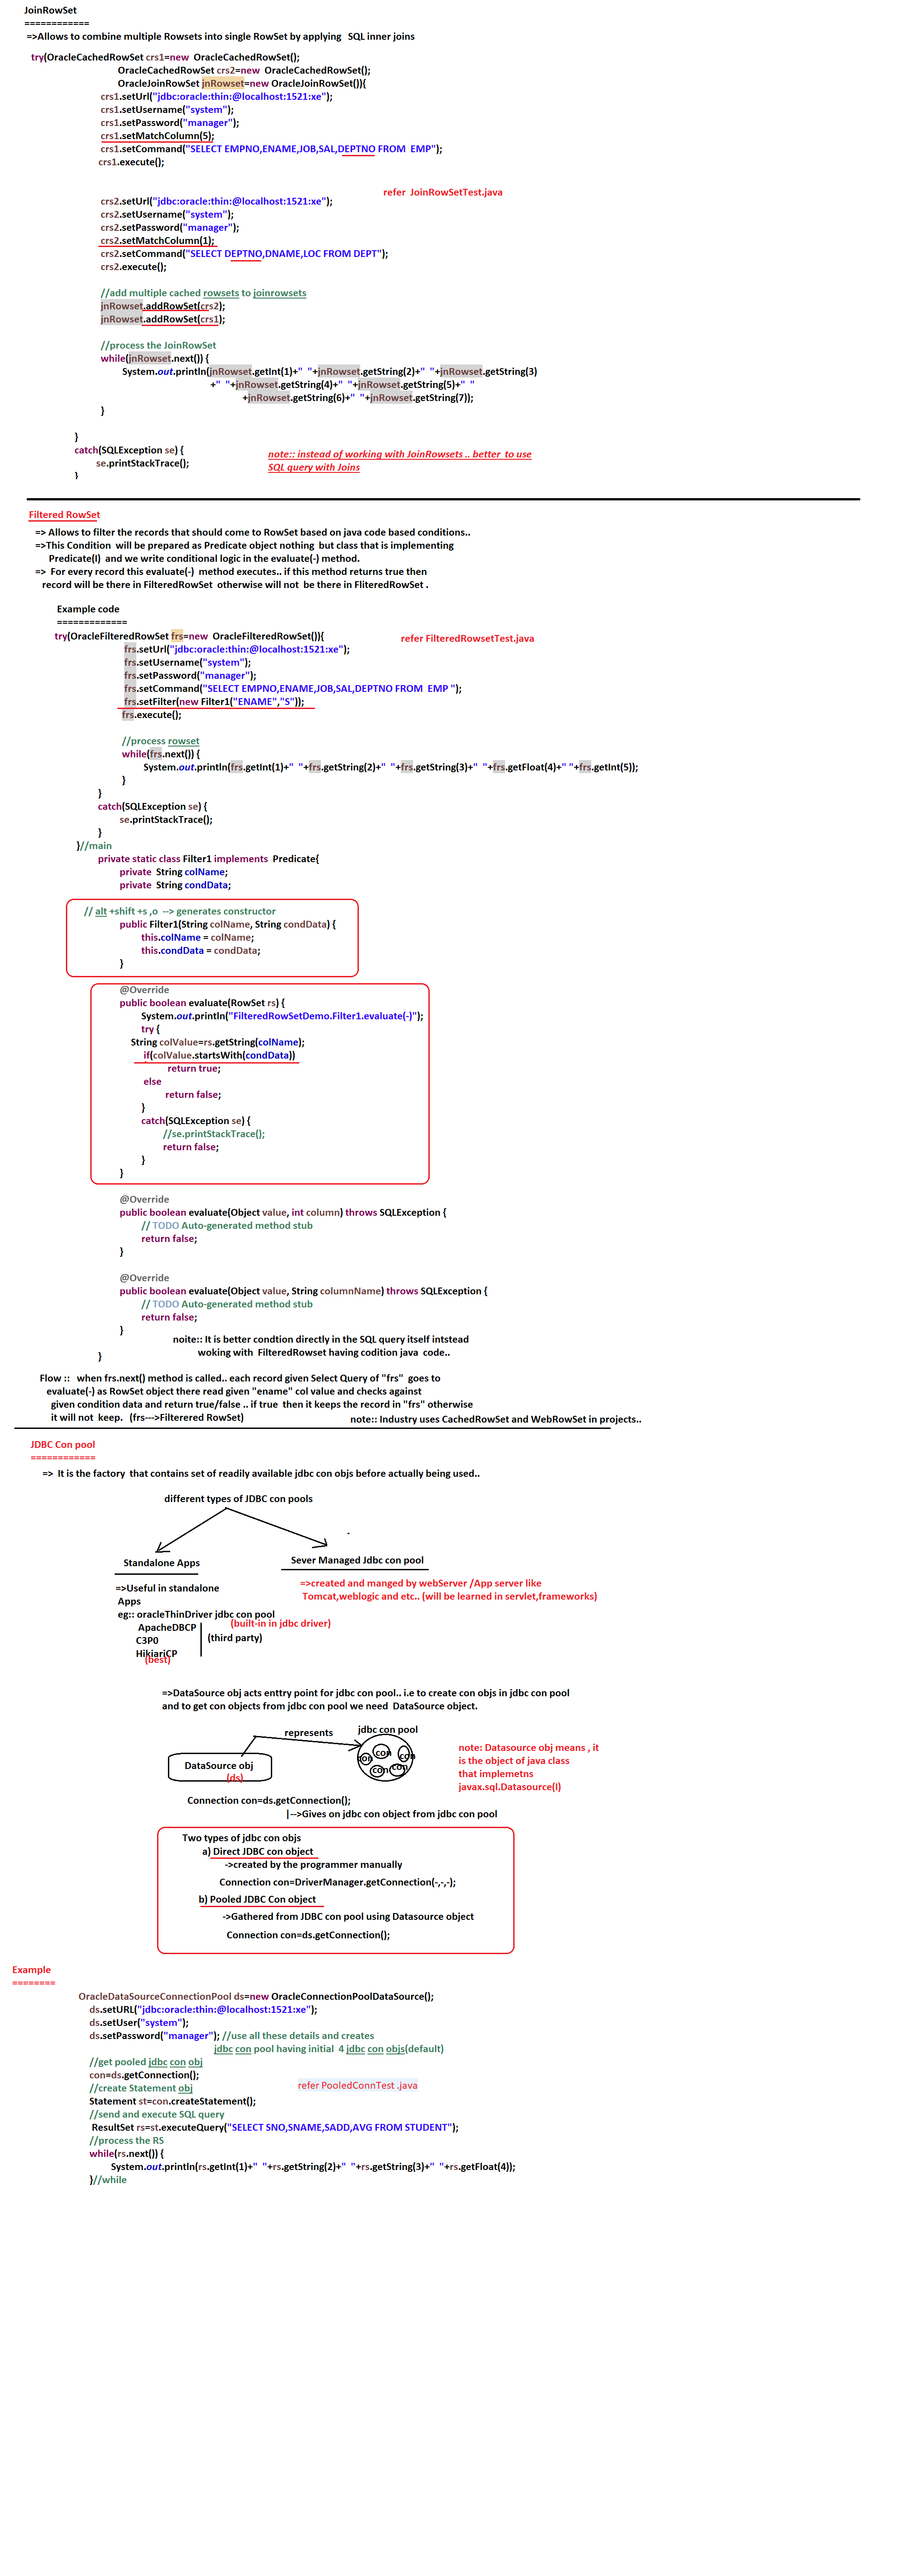 JoinRowSet
============
=>Allows to combine multiple Rowsets into single RowSet by applying  SQL inner joins
try(OracleCachedRowSet crs1=new  OracleCachedRowSet();
OracleCachedRowSet crs2=new  OracleCachedRowSet();
OracleJoinRowSet jnRowset=new OracleJoinRowSet()){
crs1.setUrl("jdbc:oracle:thin:@localhost:1521:xe");
crs1.setUsername("system");
crs1.setPassword("manager");
crs1.setMatchColumn(5);
crs1.setCommand("SELECT EMPNO,ENAME,JOB,SAL,DEPTNO FROM  EMP");
crs1.execute();
refer  JoinRowSetTest.java
crs2.setUrl("jdbc:oracle:thin:@localhost:1521:xe");
crs2.setUsername("system");
crs2.setPassword("manager");
crs2.setMatchColumn(1);
crs2.setCommand("SELECT DEPTNO,DNAME,LOC FROM DEPT");
crs2.execute();
//add multiple cached rowsets to joinrowsets
jnRowset.addRowSet(crs2);
jnRowset.addRowSet(crs1);
//process the JoinRowSet
while(jnRowset.next()) {
System.out.println(jnRowset.getInt(1)+"  "+jnRowset.getString(2)+"  "+jnRowset.getString(3)
+"  "+jnRowset.getString(4)+"  "+jnRowset.getString(5)+"  "
+jnRowset.getString(6)+"  "+jnRowset.getString(7));
}
}
catch(SQLException se) {
se.printStackTrace();
}
note:: instead of working with JoinRowsets .. better  to use
SQL query with Joins
Filtered RowSet
=> Allows to filter the records that should come to RowSet based on java code based conditions..
=>This Condition  will be prepared as Predicate object nothing  but class that is implementing
Predicate(I)  and we write conditional logic in the evaluate(-) method.
=>  For every record this evaluate(-)  method executes.. if this method returns true then
record will be there in FilteredRowSet  otherwise will not  be there in FliteredRowSet .
Example code
=============
try(OracleFilteredRowSet frs=new  OracleFilteredRowSet()){
refer FilteredRowsetTest.java
frs.setUrl("jdbc:oracle:thin:@localhost:1521:xe");
frs.setUsername("system");
frs.setPassword("manager");
frs.setCommand("SELECT EMPNO,ENAME,JOB,SAL,DEPTNO FROM  EMP ");
frs.setFilter(new Filter1("ENAME","S"));
frs.execute();
//process rowset
while(frs.next()) {
System.out.println(frs.getInt(1)+"  "+frs.getString(2)+"  "+frs.getString(3)+"  "+frs.getFloat(4)+" "+frs.getInt(5));
}
}
catch(SQLException se) {
se.printStackTrace();
}
}//main
private static class Filter1 implements  Predicate{
private  String colName;
private  String condData;
// alt +shift +s ,o  --> generates constructor
public Filter1(String colName, String condData) {
this.colName = colName;
this.condData = condData;
}
@Override
public boolean evaluate(RowSet rs) {
System.out.println("FilteredRowSetDemo.Filter1.evaluate(-)");
try {
String colValue=rs.getString(colName);
if(colValue.startsWith(condData))
return true;
else
return false;
}
catch(SQLException se) {
//se.printStackTrace();
return false;
}
}
@Override
public boolean evaluate(Object value, int column) throws SQLException {
// TODO Auto-generated method stub
return false;
}
@Override
public boolean evaluate(Object value, String columnName) throws SQLException {
// TODO Auto-generated method stub
return false;
}
noite:: It is better condtion directly in the SQL query itself intstead
woking with  FilteredRowset having codition java  code..
}
Flow ::   when frs.next() method is called.. each record given Select Query of "frs"  goes to
evaluate(-) as RowSet object there read given "ename" col value and checks against
given condition data and return true/false .. if true  then it keeps the record in "frs" otherwise
it will not  keep.   (frs--->Filterered RowSet)
note:: Industry uses CachedRowSet and WebRowSet in projects..
JDBC Con pool
============
=>  It is the factory  that contains set of readily available jdbc con objs before actually being used..
different types of JDBC con pools
Standalone Apps
Sever Managed Jdbc con pool
=>Useful in standalone
Apps
eg:: oracleThinDriver jdbc con pool
(built-in in jdbc driver)
ApacheDBCP
C3P0
HikiariCP
(third party)
(best)
=>created and manged by webServer /App server like
Tomcat,weblogic and etc.. (will be learned in servlet,frameworks)
=>DataSource obj acts enttry point for jdbc con pool.. i.e to create con objs in jdbc con pool
and to get con objects from jdbc con pool we need  DataSource object.
represents
jdbc con pool
DataSource obj
(ds)
con
con
con
con
con
note: Datasource obj means , it
is the object of java class
that implemetns
javax.sql.Datasource(I)
Connection con=ds.getConnection();
|-->Gives on jdbc con object from jdbc con pool
Two types of jdbc con objs
a) Direct JDBC con object
->created by the programmer manually
Connection con=DriverManager.getConnection(-,-,-);
b) Pooled JDBC Con object
->Gathered from JDBC con pool using Datasource object
Connection con=ds.getConnection();
Example
========
OracleDataSourceConnectionPool ds=new OracleConnectionPoolDataSource();
ds.setURL("jdbc:oracle:thin:@localhost:1521:xe");
ds.setUser("system");
ds.setPassword("manager"); //use all these details and creates
jdbc con pool having initial  4 jdbc con objs(default)
//get pooled jdbc con obj
con=ds.getConnection();
//create Statement obj
refer PooledConnTest .java
Statement st=con.createStatement();
//send and execute SQL query
ResultSet rs=st.executeQuery("SELECT SNO,SNAME,SADD,AVG FROM STUDENT");
//process the RS
while(rs.next()) {
System.out.println(rs.getInt(1)+"  "+rs.getString(2)+"  "+rs.getString(3)+"  "+rs.getFloat(4));
}//while